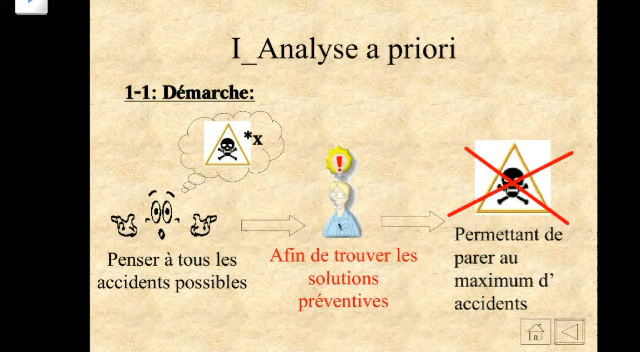 I_Analyse a priori
1-1: Démarche:
*x
!
Penser à tous les
accidents possibles
Afin de trouver les
solutions
préventives
Permettant de
parer au
maximum d'
accidents